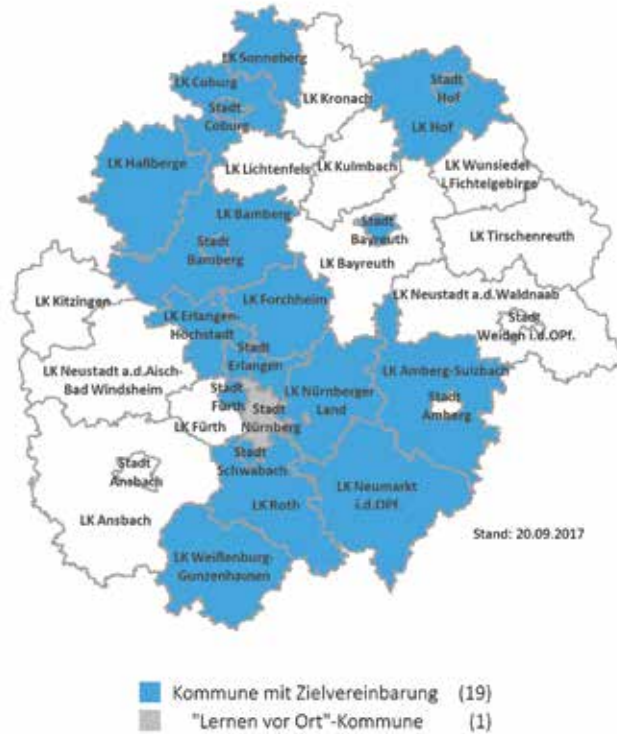 LK Sonneberg
LK Coburg
Stadt
Coburg
LK Kronach
Stadt
Hof
LK Hof
LK Haßberge
LK Lichtenfels
LK Kulmbach
LK Wunsiedel
i.Fichtelgebirge
LK Bamberg
Stadt
Bamberg
Stadt
Bayreuth
LK Bayreuth
LK Tirschenreuth
LK Kitzingen
LK Forchheim
LK Neustadt a.d.Waldnaab
Stadt
Weiden i.d.OPf.
LK Erlangen-
Höchstadt
Stadt
Erlangen
LK Neustadt a.d.Aisch-
Bad Windsheim
LK Amberg-Sulzbach
Stadt
Amberg
LK Nürnberger
Land
Stadt
Fürth
LK Fürth
Stadt
Nürnberg
Stadt
Schwabach
Stadt
Ansbach
LK Ansbach
LK Roth
LK Neumarkt
i.d.OPf.
Stand: 20.09.2017
LK Weißenburg-
Gunzenhausen
Kommune mit Zielvereinbarung (19)
"Lernen vor Ort"-Kommune (1)